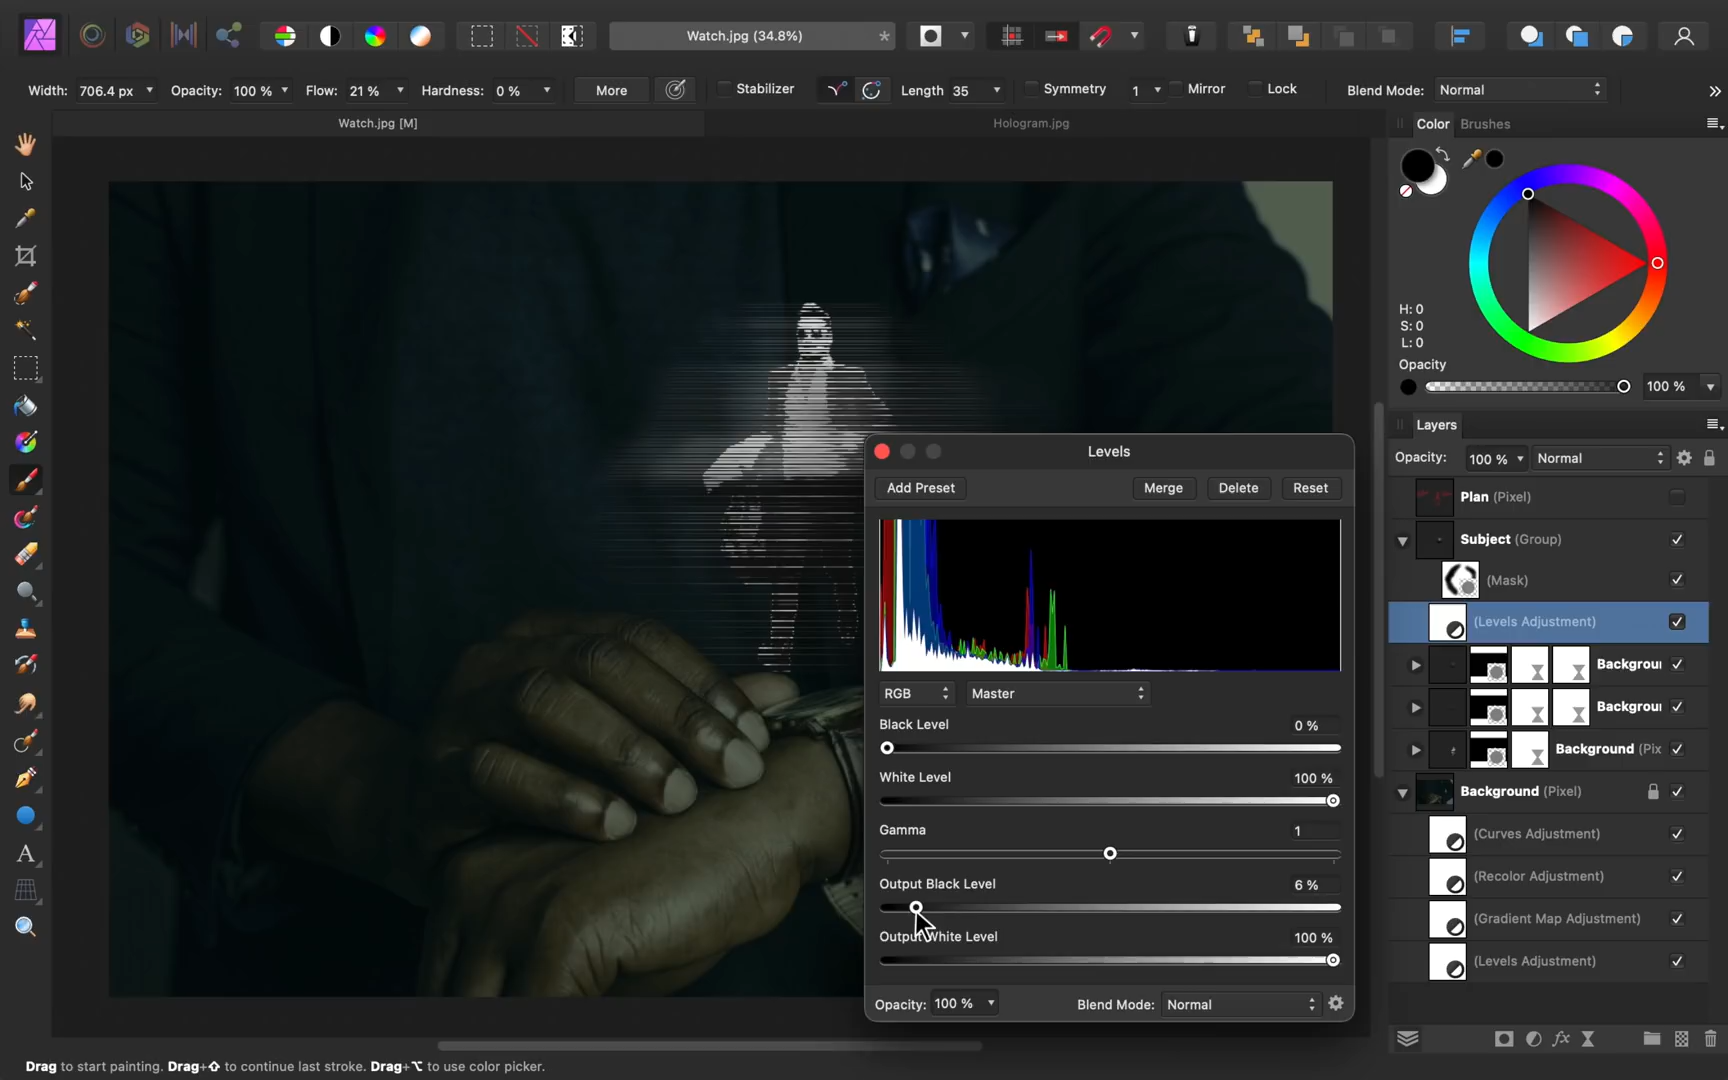 Watch.jpg (34.8%) *
Width: 706.4 px Opacity: 100 % Flow: 21 % Hardness: 0 % More Stabilizer Length 35 Symmetry 1 Mirror Lock Blend Mode: Normal
Watch.jpg [M] Hologram.jpg
Color Brushes
H: 0
S: 0
L: 0
Opacity
100 %
Layers
Opacity: 100 % Normal
Plan (Pixel)
Subject (Group)
(Mask)
(Levels Adjustment)
Backgrour
Backgrour
Background (Pix
Background (Pixel)
(Curves Adjustment)
(Recolor Adjustment)
(Gradient Map Adjustment)
(Levels Adjustment)
Levels
Add Preset Merge Delete Reset
RGB Master
Black Level 0 %
White Level 100 %
Gamma 1
Output Black Level 6 %
Output White Level 100 %
Opacity: 100 % Blend Mode: Normal
Drag to start painting. Drag+⇧ to continue last stroke. Drag+⌥ to use color picker.